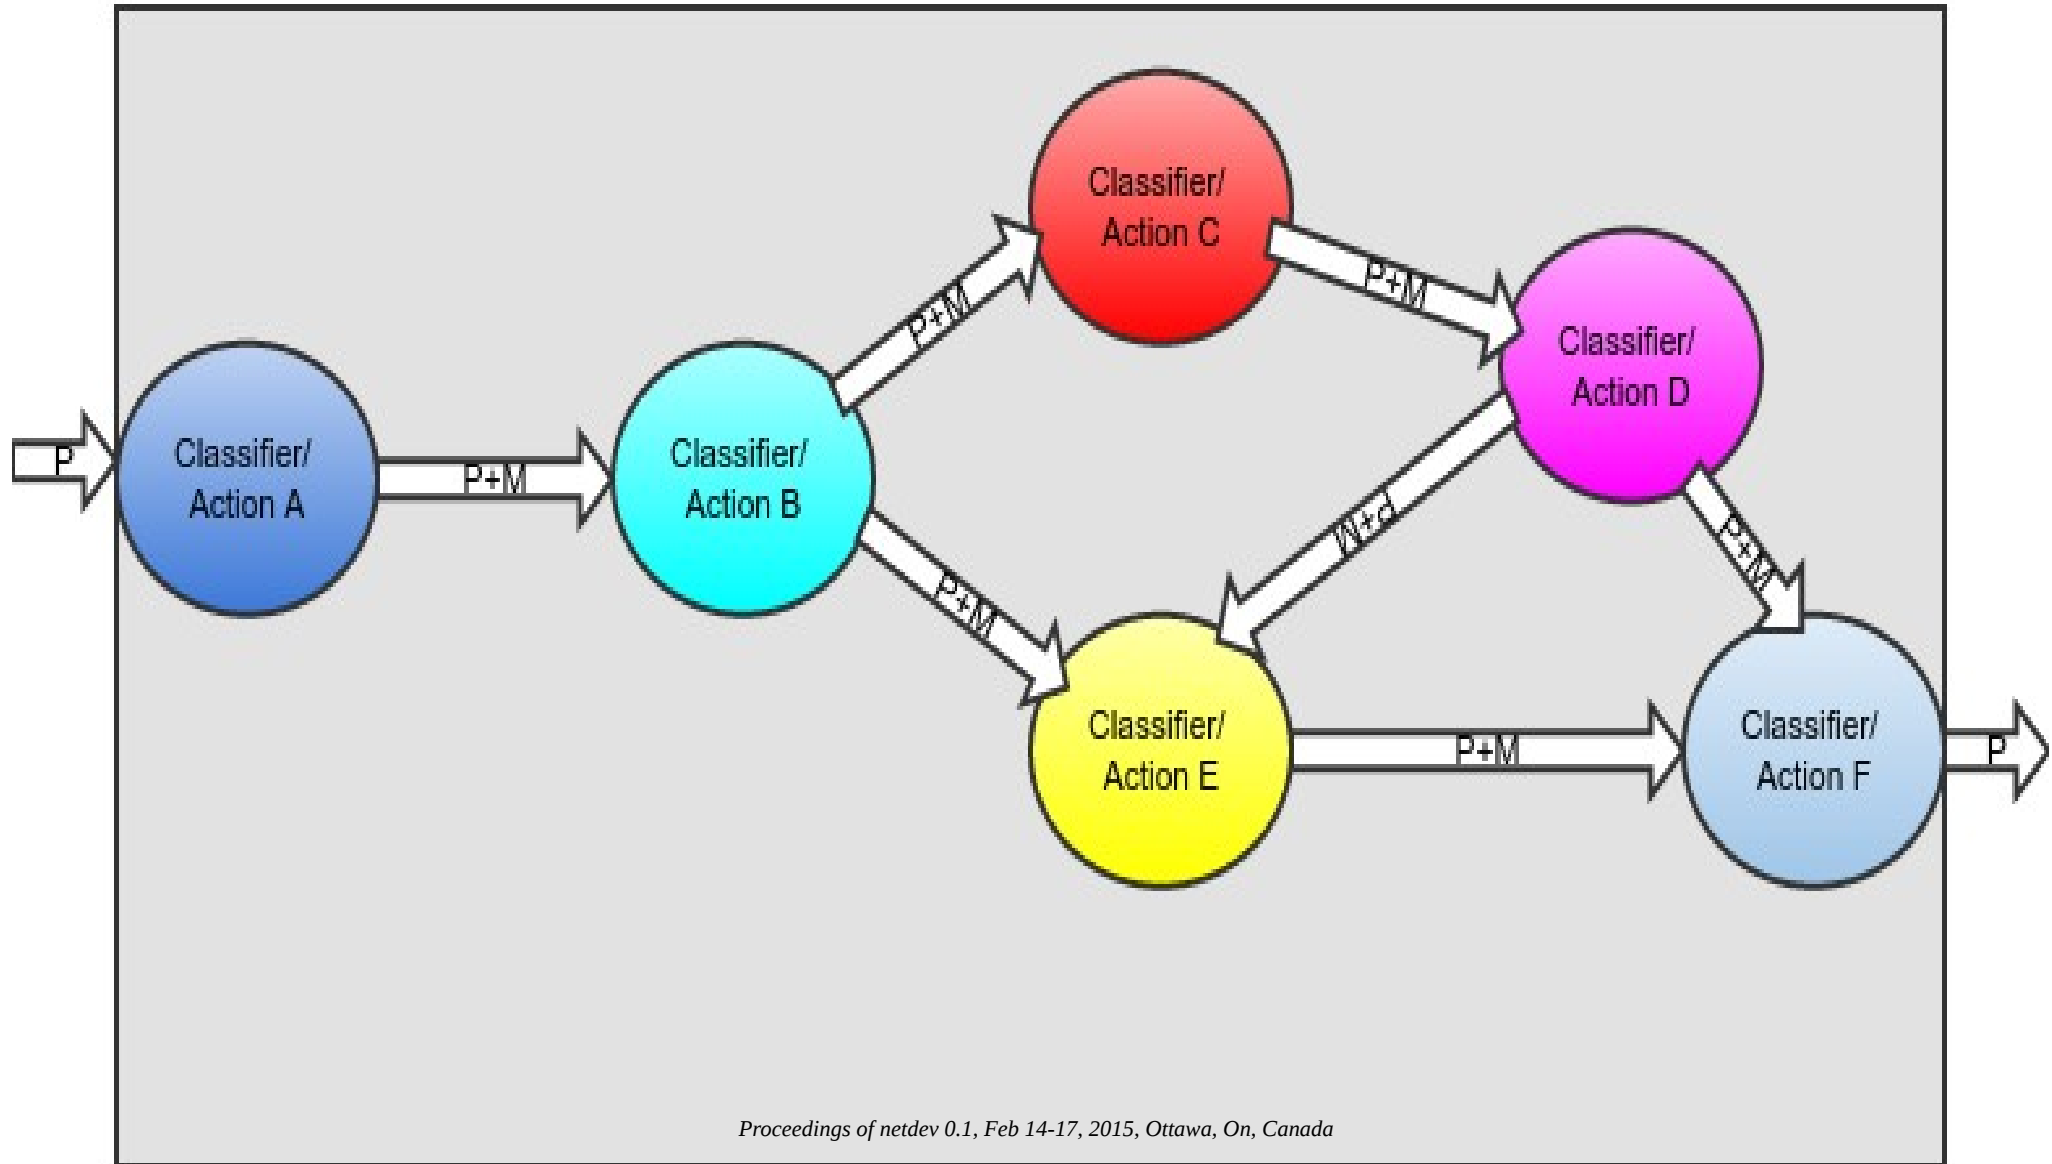 Classifier/
Action C
P+M
P+M
Classifier/
Action D
P
Classifier/
Action A
P+M
Classifier/
Action B
P+M
P+M
P+M
Classifier/
Action E
P+M
Classifier/
Action F
P
Proceedings of netdev 0.1, Feb 14-17, 2015, Ottawa, On, Canada